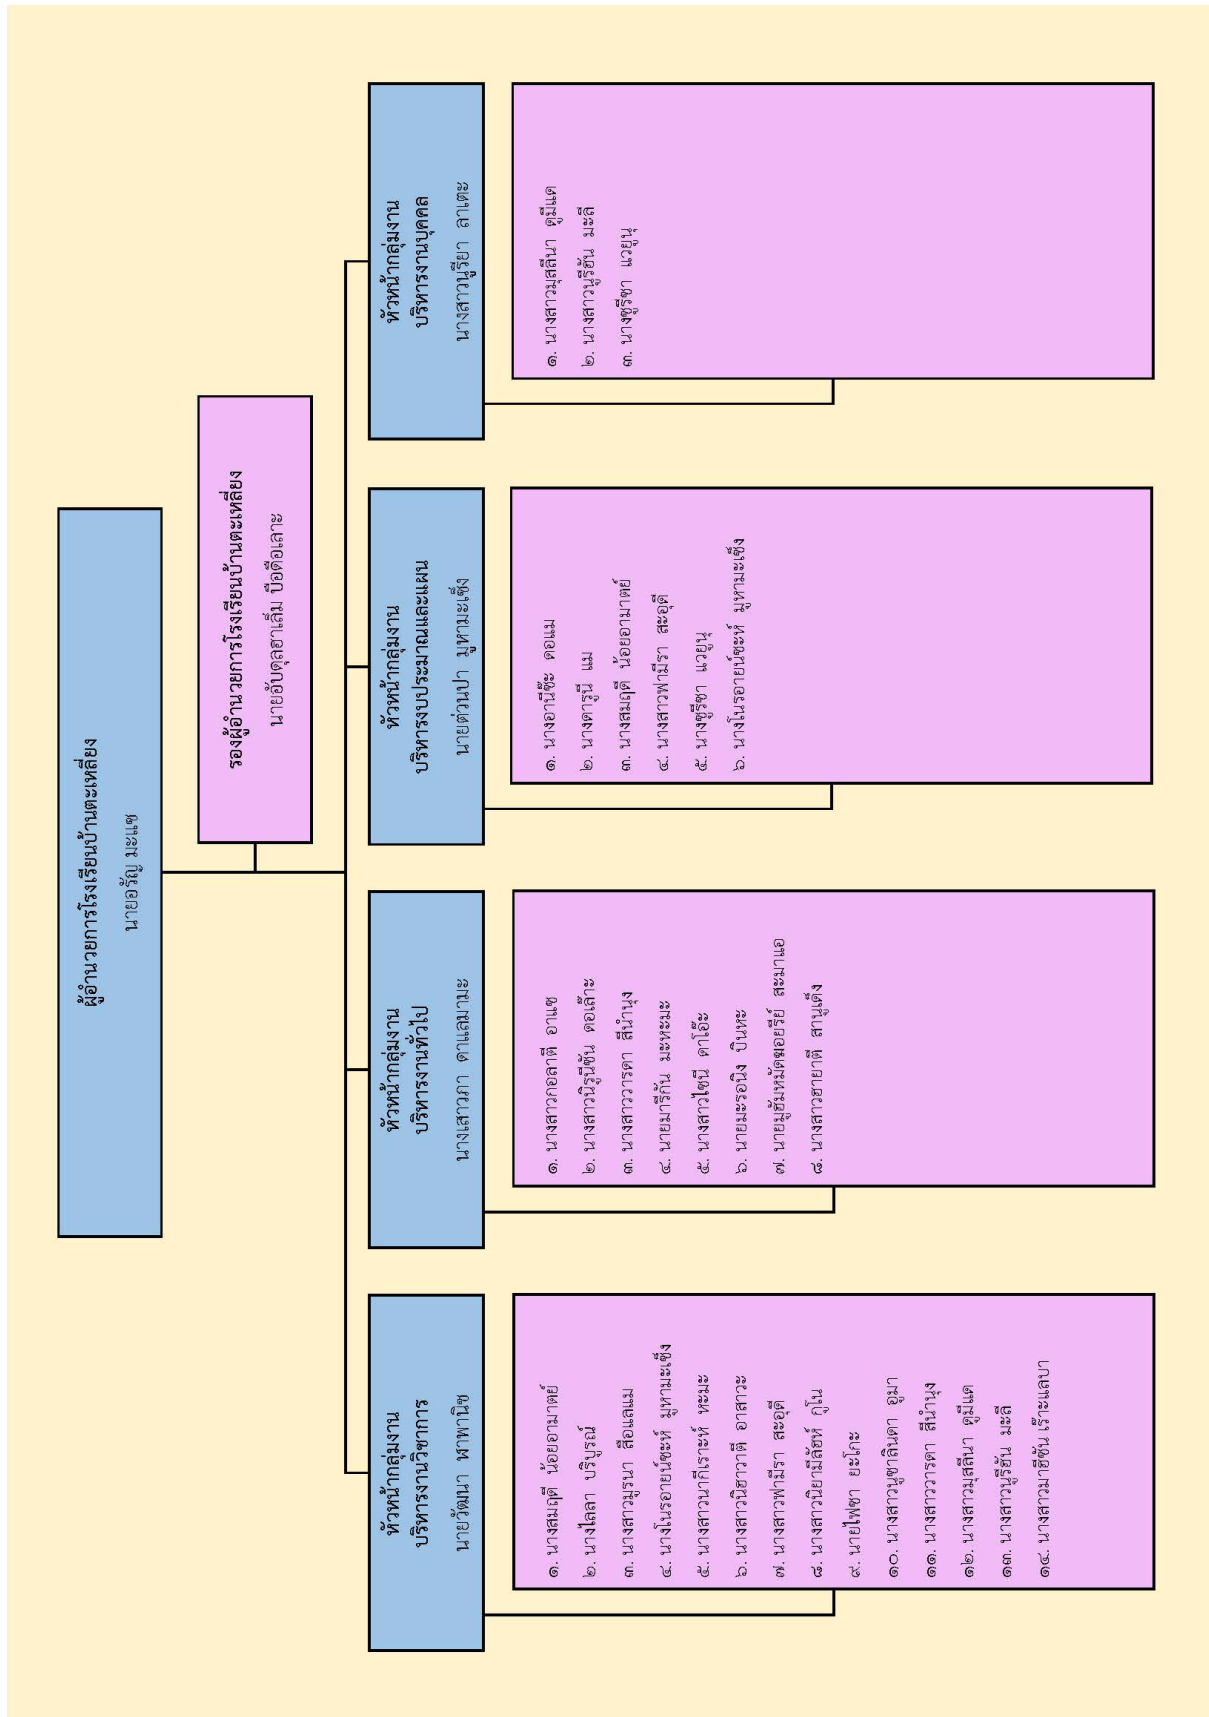 ผู้อำนวยการโรงเรียนบ้านตะเหลี่ยง
นายอรัญ มะแซ
รองผู้อำนวยการโรงเรียนบ้านตะเหลี่ยง
นายอับดุลฮาเล็ม บือดือเลาะ
หัวหน้ากลุ่มงาน
บริหารงานวิชาการ
นายวัฒนา ฬาพานิช
๑. นางสมฤดี น้อยอามาตย์
๒. นางไลลา บริบูรณ์
๓. นางสาวมูรนา สือแลแม
๔. นางโนรอายน์ชะห์ มูหามะเซ็ง
๕. นางสาวนากีเราะห์ หะมะ
๖. นางสาวนิฮาวาตี อาสาวะ
๗. นางสาวฟามีรา สะอุดี
๘. นางสาวนิยามีลัยห์ กูโน
๙. นายไฟซา ยะโกะ
๑๐. นางสาวนูซาลินดา อูมา
๑๑. นางสาววารดา สีนำนุง
๑๒. นางสาวมุสลีนา ดูมีแด
๑๓. นางสาวนูรีฮัน มะลี
๑๔. นางสาวมาฮีซัน เร๊าะแลบา
หัวหน้ากลุ่มงาน
บริหารงานทั่วไป
นางเสาวภา ดาแลมามะ
๑. นางสาวกอลาตี อาแซ
๒. นางสาวนิรูนีซัน ดอเล๊าะ
๓. นางสาววารดา สีนำนุง
๔. นายมารีกัน มะหะมะ
๕. นางสาวไซนี ดาโอ๊ะ
๖. นายมะรอนิง บินหะ
๗. นายมูฮัมหมัดฆอยรีย์ สะมาแอ
๘. นางสาวฮายาตี สานูเด็ง
หัวหน้ากลุ่มงาน
บริหารงบประมาณและแผน
นายต่วนปา มูหามะเซ็ง
๑. นางอานีซ๊ะ ดอแม
๒. นางดารูนี แม
๓. นางสมฤดี น้อยอามาตย์
๔. นางสาวฟามีรา สะอุดี
๕. นางซูรีซา แวยูนุ
๖. นางโนรอายน์ซะห์ มูหามะเซ็ง
หัวหน้ากลุ่มงาน
บริหารงานบุคคล
นางสาวนูรียา ลาเตะ
๑. นางสาวมุสลีนา ดูมีแด
๒. นางสาวนูรีฮัน มะลี
๓. นางซูรีซา แวยูนุ